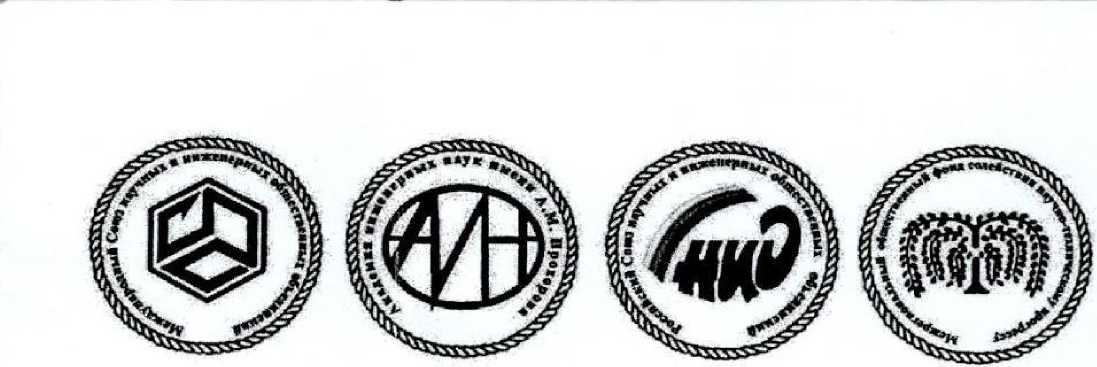 Международный Союз научных и инженерных общественных объединений
Академия инженерных наук имени А.М. Прохорова
АИН
Российский Союз научных и инженерных общественных объединений
НИО
Межрегиональный общественный фонд содействия научно-техническому прогрессу